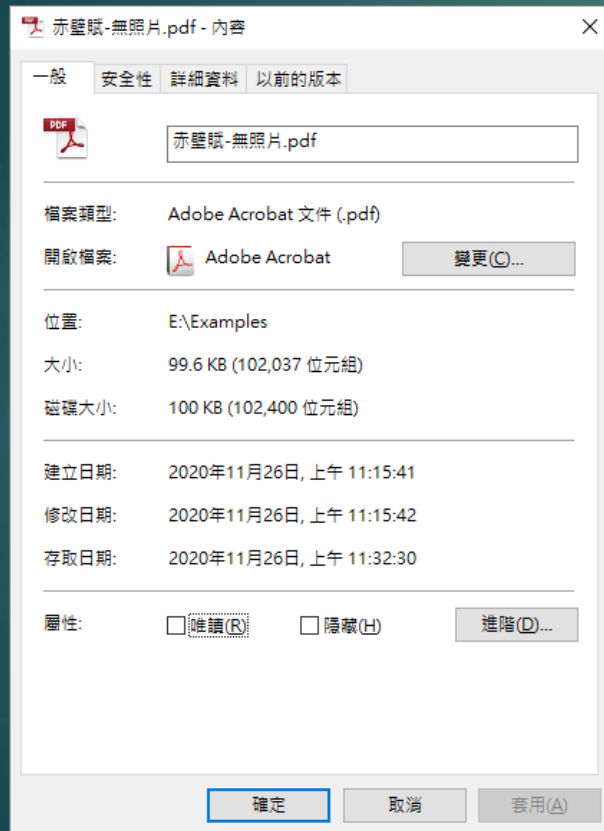 赤壁賦-無照片.pdf - 內容
一般 安全性 詳細資料 以前的版本
PDF
赤壁賦-無照片.pdf
檔案類型: Adobe Acrobat 文件 (.pdf)
開啟檔案: Adobe Acrobat 變更(C)...
位置: E:\Examples
大小: 99.6 KB (102,037 位元組)
磁碟大小: 100 KB (102,400 位元組)
建立日期: 2020年11月26日, 上午 11:15:41
修改日期: 2020年11月26日, 上午 11:15:42
存取日期: 2020年11月26日, 上午 11:32:30
屬性: 唯讀(R) 隱藏(H) 進階(D)...
確定 取消 套用(A)